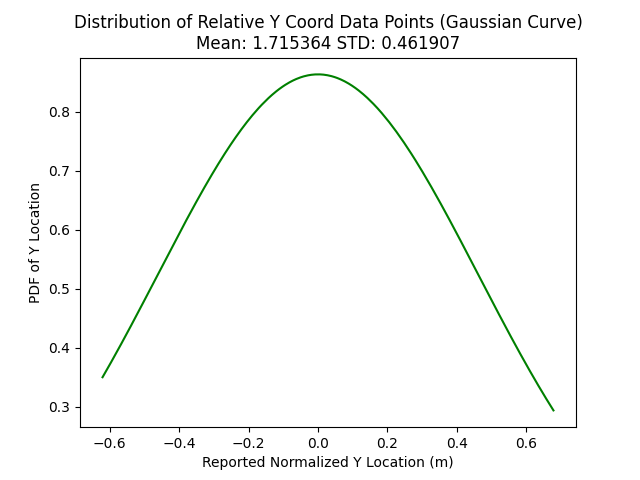 Distribution of Relative Y Coord Data Points (Gaussian Curve)
Mean: 1.715364 STD: 0.461907
0.8
0.7
0.6
0.5
0.4
0.3
PDF of Y Location
−0.6 −0.4 −0.2 0.0 0.2 0.4 0.6
Reported Normalized Y Location (m)